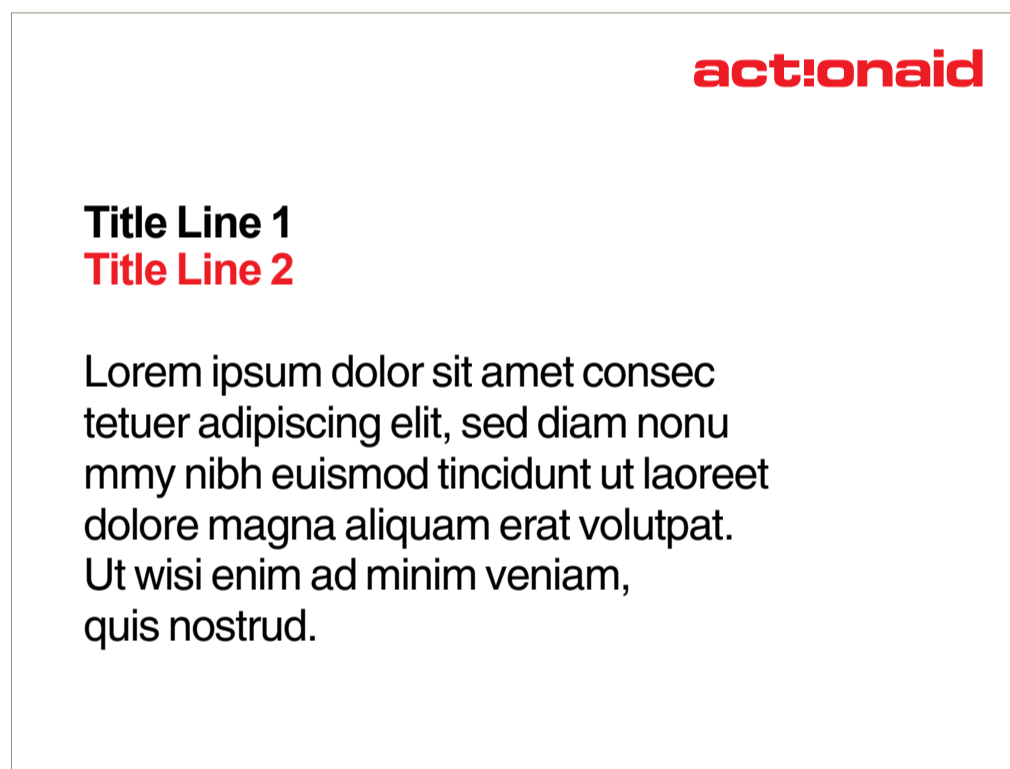 act!onaid
Title Line 1
Title Line 2
Lorem ipsum dolor sit amet consec
tetuer adipiscing elit, sed diam nonu
mmy nibh euismod tincidunt ut laoreet
dolore magna aliquam erat volutpat.
Ut wisi enim ad minim veniam,
quis nostrud.